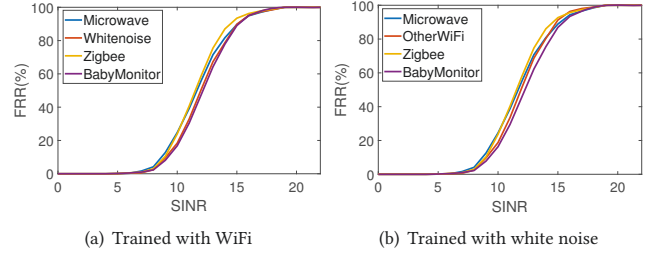 100
80
60
40
20
0
FRR(%)
Microwave
Whitenoise
Zigbee
BabyMonitor
0 5 10 15 20
SINR
(a) Trained with WiFi
100
80
60
40
20
0
FRR(%)
Microwave
OtherWiFi
Zigbee
BabyMonitor
0 5 10 15 20
SINR
(b) Trained with white noise